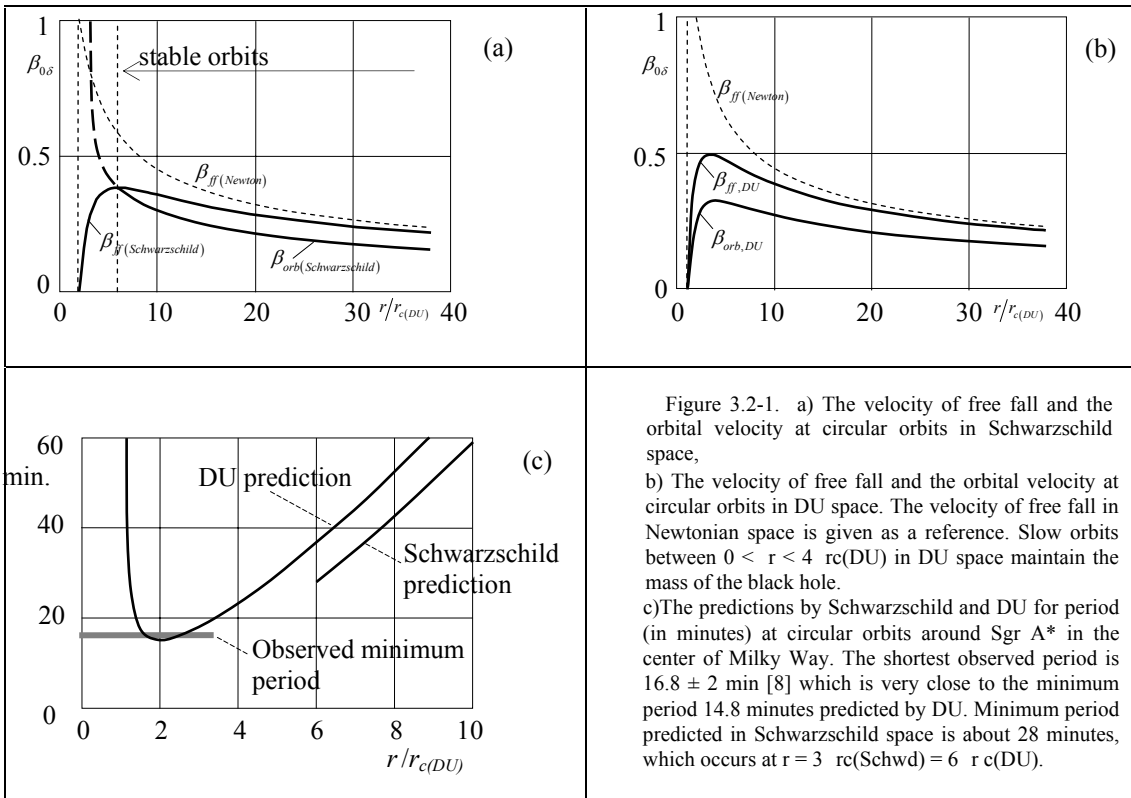 1
(a)
β0δ
stable orbits
0.5
βff(Newton)
βff(Schwarzschild)
βorb(Schwarzschild)
0
0 10 20 30 r/rc(DU) 40
1
(b)
β0δ
βff(Newton)
0.5
βff,DU
βorb,DU
0
0 10 20 30 r/rc(DU) 40
60
min.
(c)
DU prediction
40
Schwarzschild
prediction
20
Observed minimum
period
0
0 2 4 6 8 10
r/rc(DU)
Figure 3.2-1. a) The velocity of free fall and the
orbital velocity at circular orbits in Schwarzschild
space,
b) The velocity of free fall and the orbital velocity at
circular orbits in DU space. The velocity of free fall in
Newtonian space is given as a reference. Slow orbits
between 0 < r < 4 rc(DU) in DU space maintain the
mass of the black hole.
c)The predictions by Schwarzschild and DU for period
(in minutes) at circular orbits around Sgr A* in the
center of Milky Way. The shortest observed period is
16.8 ± 2 min [8] which is very close to the minimum
period 14.8 minutes predicted by DU. Minimum period
predicted in Schwarzschild space is about 28 minutes,
which occurs at r = 3 rc(Schwd) = 6 r c(DU).